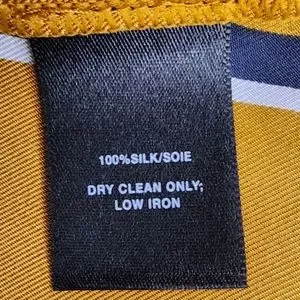 100%SILK/SOIE
DRY CLEAN ONLY;
LOW IRON